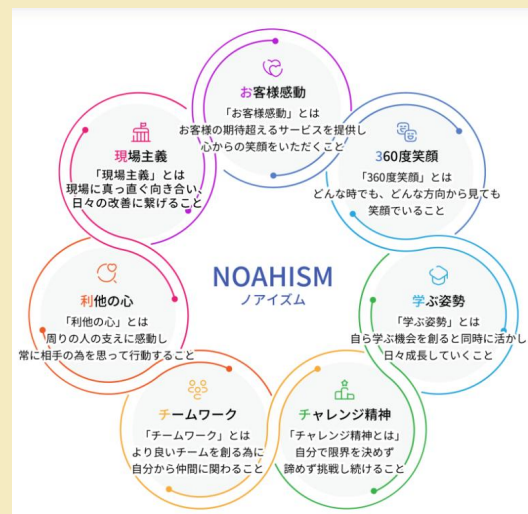 お客様感動
「お客様感動」とは
お客様の期待超えるサービスを提供し
心からの笑顔をいただくこと
360度笑顔
「360度笑顔」とは
どんな時でも、どんな方向から見ても
笑顔でいること
学ぶ姿勢
「学ぶ姿勢」とは
自ら学ぶ機会を創ると同時に活かし
日々成長していくこと
チャレンジ精神
「チャレンジ精神とは」
自分で限界を決めず
諦めず挑戦し続けること
チームワーク
「チームワーク」とは
より良いチームを創る為に
自分から仲間に関わること
利他の心
「利他の心」とは
周りの人の支えに感動し
常に相手の為を思って行動すること
現場主義
「現場主義」とは
現場に真っ直ぐ向き合い、
日々の改善に繋げること
NOAHISM
ノアイズム